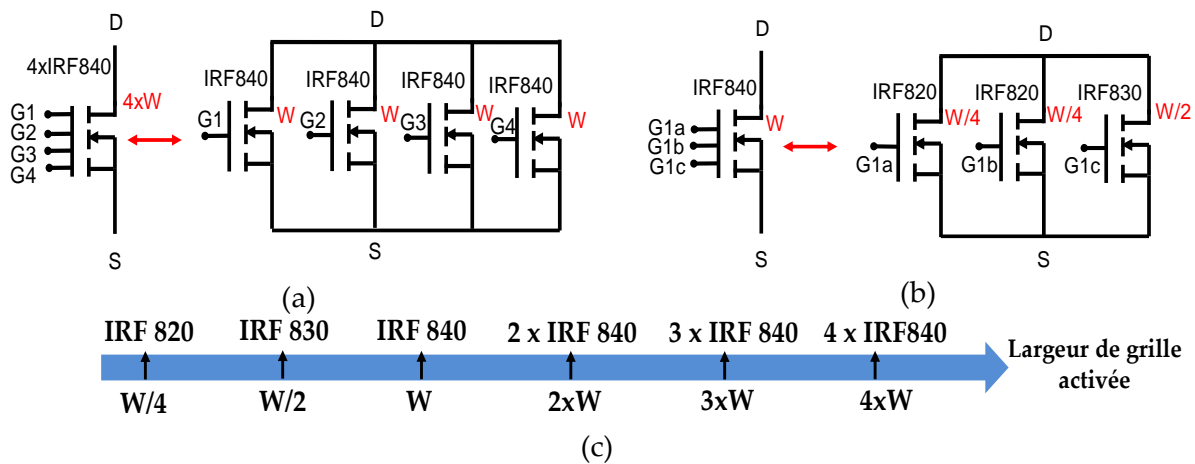 D
4xIRF840
4xW
G1
G2
G3
G4
S
D
IRF840
IRF840
IRF840
IRF840
W
W
W
W
G1
G2
G3
G4
S
(a)
IRF840
W
G1a
G1b
G1c
S
D
IRF820
IRF820
IRF830
W/4
W/4
W/2
G1a
G1b
G1c
S
(b)
IRF 820
IRF 830
IRF 840
2 x IRF 840
3 x IRF 840
4 x IRF840
W/4
W/2
W
2xW
3xW
4xW
Largeur de grille
activée
(c)
D